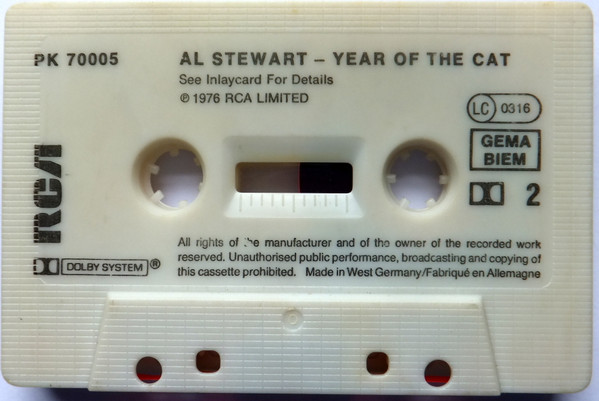 PK 70005
AL STEWART – YEAR OF THE CAT
See Inlaycard For Details
℗ 1976 RCA LIMITED
LC 0316
GEMA
BIEM
2
RCA
All rights of the manufacturer and of the owner of the recorded work
reserved. Unauthorised public performance, broadcasting and copying of
this cassette prohibited. Made in West Germany/Fabriqué en Allemagne
DOLBY SYSTEM ®